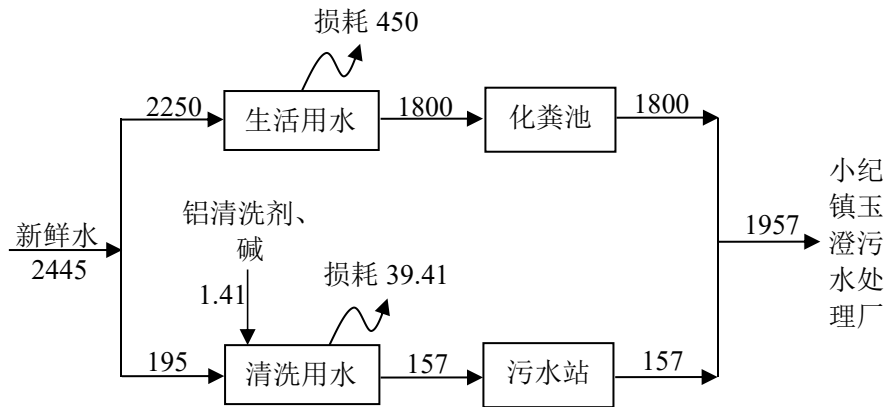 损耗 450
2250
生活用水
1800
化粪池
1800
新鲜水
2445
铝清洗剂、
碱
1.41
损耗 39.41
195
清洗用水
157
污水站
157
1957
小纪
镇玉
澄污
水处
理厂